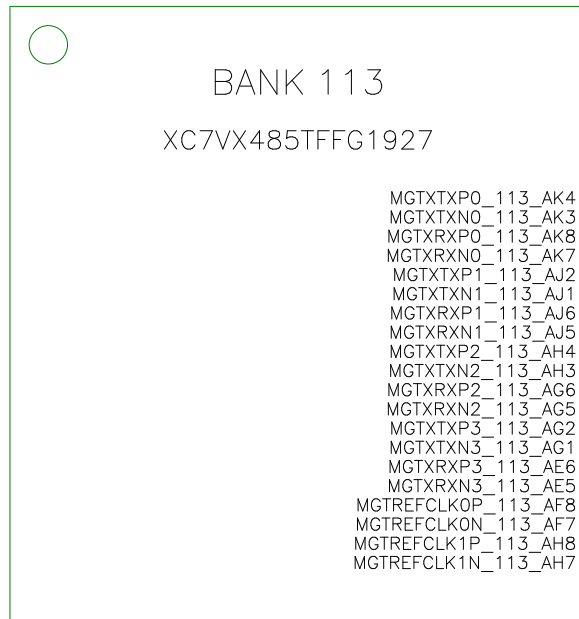 BANK 113
XC7VX485TFFG1927
MGTXTXP0_113_AK4
MGTXTXN0_113_AK3
MGTXRXP0_113_AK8
MGTXRXN0_113_AK7
MGTXTXP1_113_AJ2
MGTXTXN1_113_AJ1
MGTXRXP1_113_AJ6
MGTXRXN1_113_AJ5
MGTXTXP2_113_AH4
MGTXTXN2_113_AH3
MGTXRXP2_113_AG6
MGTXRXN2_113_AG5
MGTXTXP3_113_AG2
MGTXTXN3_113_AG1
MGTXRXP3_113_AE6
MGTXRXN3_113_AE5
MGTREFCLK0P_113_AF8
MGTREFCLK0N_113_AF7
MGTREFCLK1P_113_AH8
MGTREFCLK1N_113_AH7